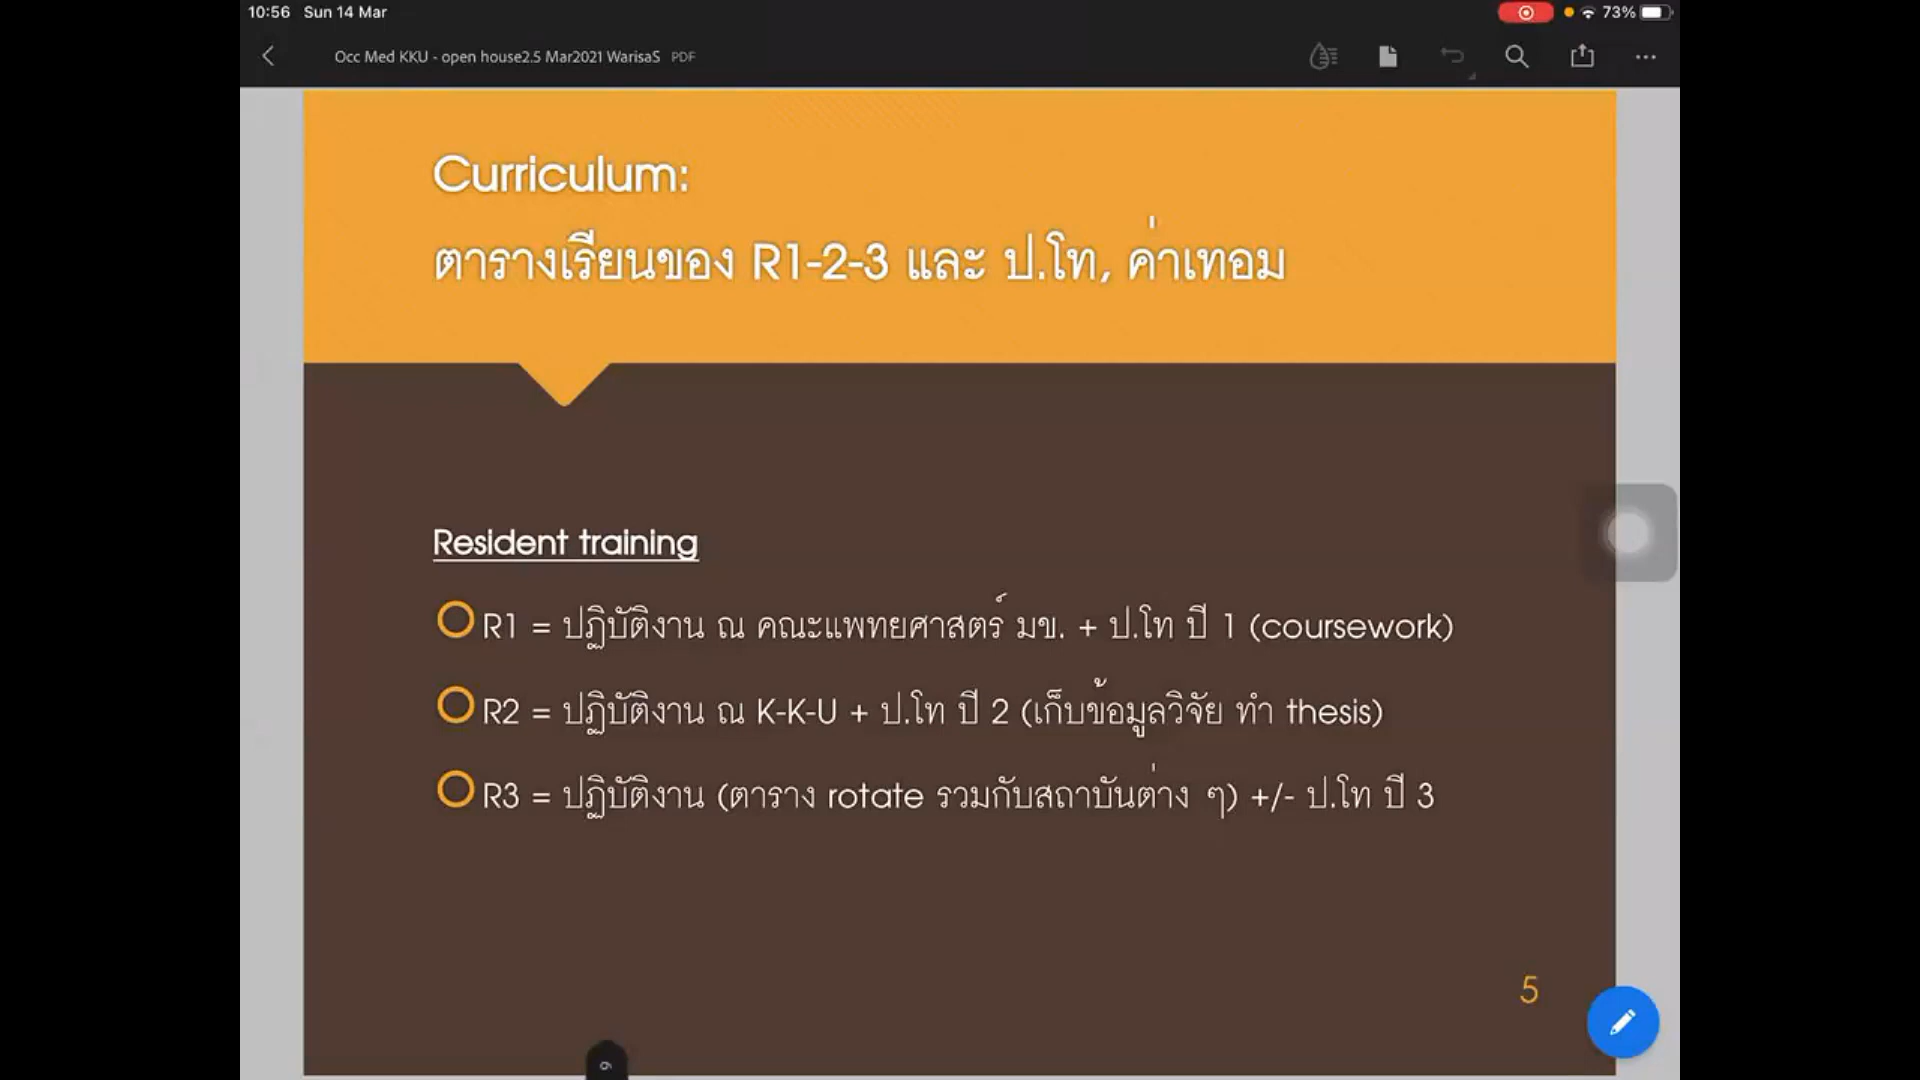 10:56 Sun 14 Mar 73%
Occ Med KKU - open house2.5 Mar2021 WarisaS PDF
Curriculum:
ตารางเรียนของ R1-2-3 และ ป.โท, ค่าเทอม
Resident training
R1 = ปฏิบัติงาน ณ คณะแพทยศาสตร์ มข. + ป.โท ปี 1 (coursework)
R2 = ปฏิบัติงาน ณ K-K-U + ป.โท ปี 2 (เก็บข้อมูลวิจัย ทำ thesis)
R3 = ปฏิบัติงาน (ตาราง rotate รวมกับสถาบันต่าง ๆ) +/- ป.โท ปี 3
5